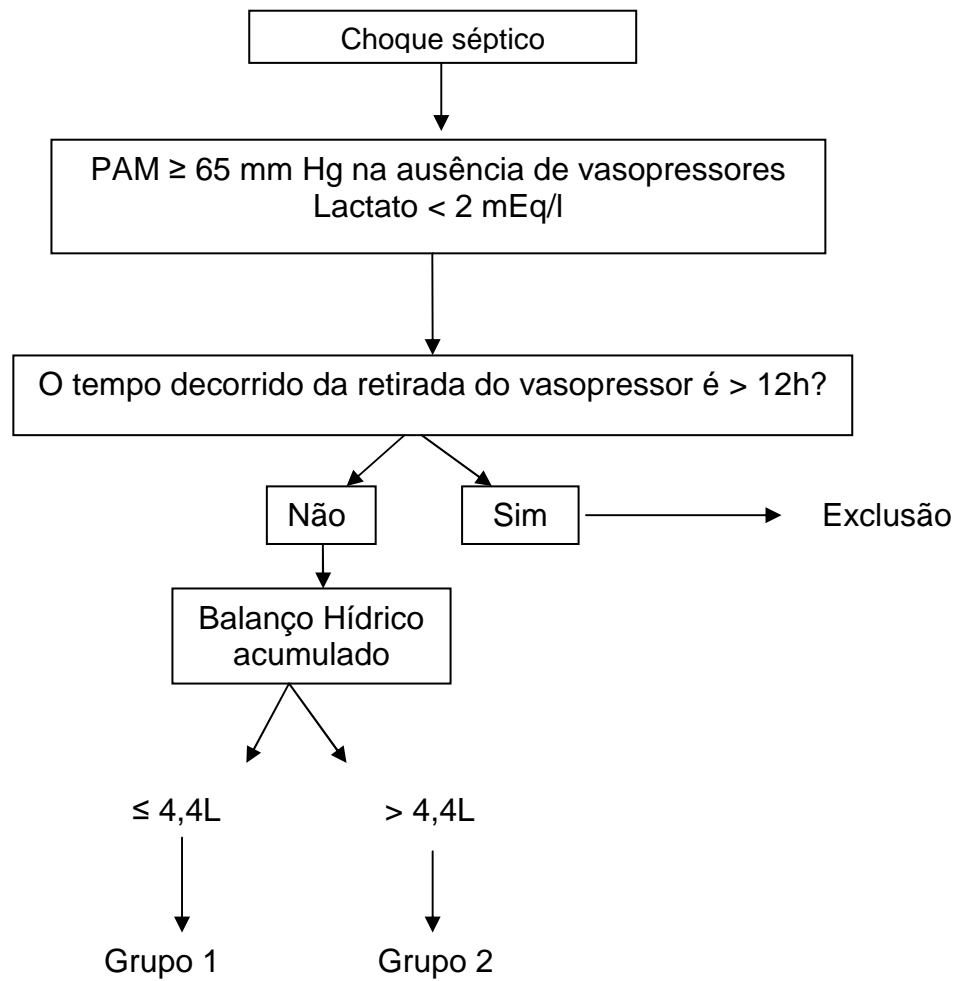 Choque séptico
PAM ≥ 65 mm Hg na ausência de vasopressores
Lactato < 2 mEq/l
O tempo decorrido da retirada do vasopressor é > 12h?
Não
Sim
Exclusão
Balanço Hídrico
acumulado
≤ 4,4L
> 4,4L
Grupo 1
Grupo 2